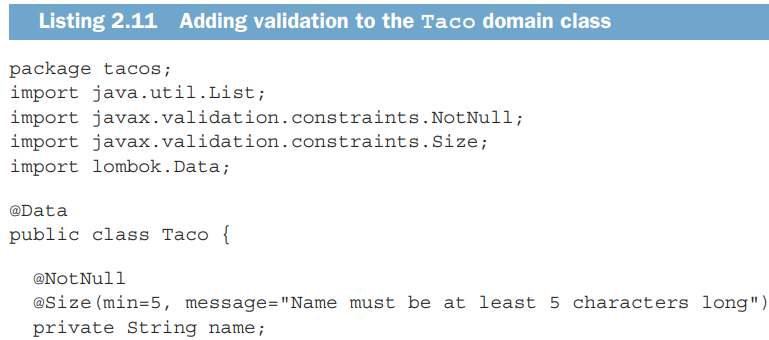 Listing 2.11 Adding validation to the Taco domain class
package tacos;
import java.util.List;
import javax.validation.constraints.NotNull;
import javax.validation.constraints.Size;
import lombok.Data;
@Data
public class Taco {
@NotNull
@Size(min=5, message="Name must be at least 5 characters long")
private String name;